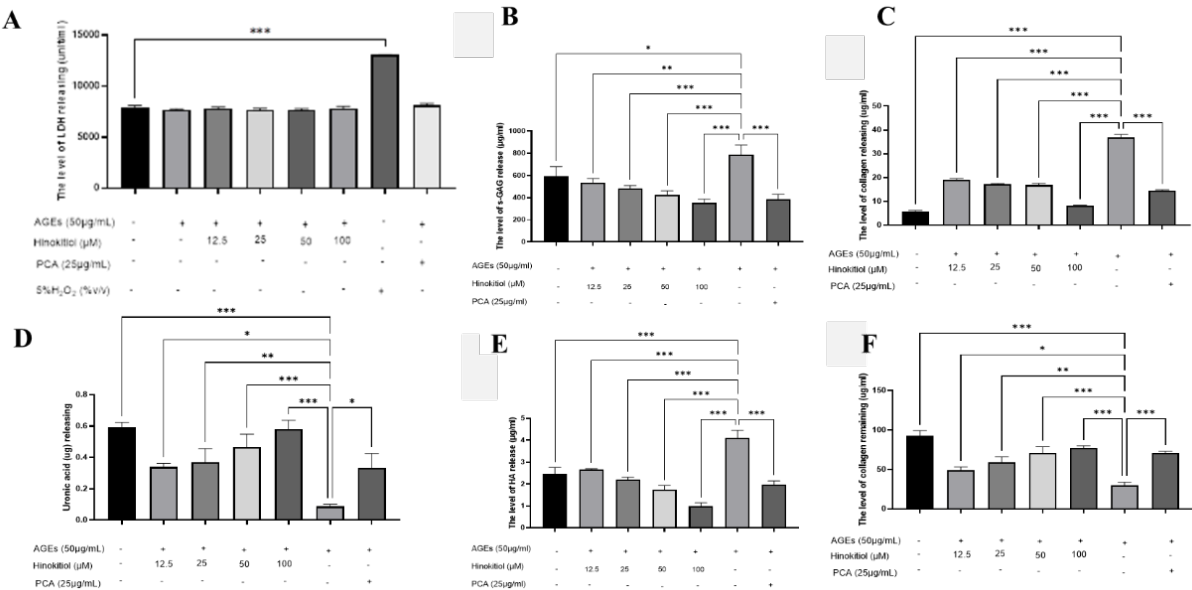 A
The level of LDH releasing (unit/ml)
15000
10000
5000
0
***
AGEs (50µg/mL) - + + + + + - +
Hinokitiol (µM) - - 12.5 25 50 100 - -
PCA (25µg/mL) - - - - - - - +
5%H₂O₂ (%v/v) - - - - - - + -
B
The level of s-GAG release (µg/ml)
1000
800
600
400
200
0
*
**
***
***
*** ***
AGEs (50µg/ml) - + + + + + +
Hinokitiol (µM) - 12.5 25 50 100 - -
PCA (25µg/ml) - - - - - - +
C
The level of collagen releasing (ug/ml)
50
40
30
20
10
0
***
***
***
***
*** ***
AGEs (50µg/mL) - + + + + + +
Hinokitiol (µM) - 12.5 25 50 100 - -
PCA (25µg/mL) - - - - - - +
D
Uronic acid (ug) releasing
0.8
0.6
0.4
0.2
0.0
***
*
**
***
*** *
AGEs (50µg/mL) - + + + + + +
Hinokitiol (µM) - 12.5 25 50 100 - -
PCA (25µg/mL) - - - - - - +
E
The level of HA release (µg/ml)
5
4
3
2
1
0
***
***
***
***
*** ***
AGEs (50µg/ml) - + + + + + +
Hinokitiol (µM) - 12.5 25 50 100 - -
PCA (25µg/ml) - - - - - - +
F
The level of collagen remaining (ug/ml)
150
100
50
0
***
*
**
***
*** ***
AGEs (50µg/mL) - + + + + + +
Hinokitiol (µM) - 12.5 25 50 100 - -
PCA (25µg/mL) - - - - - - +